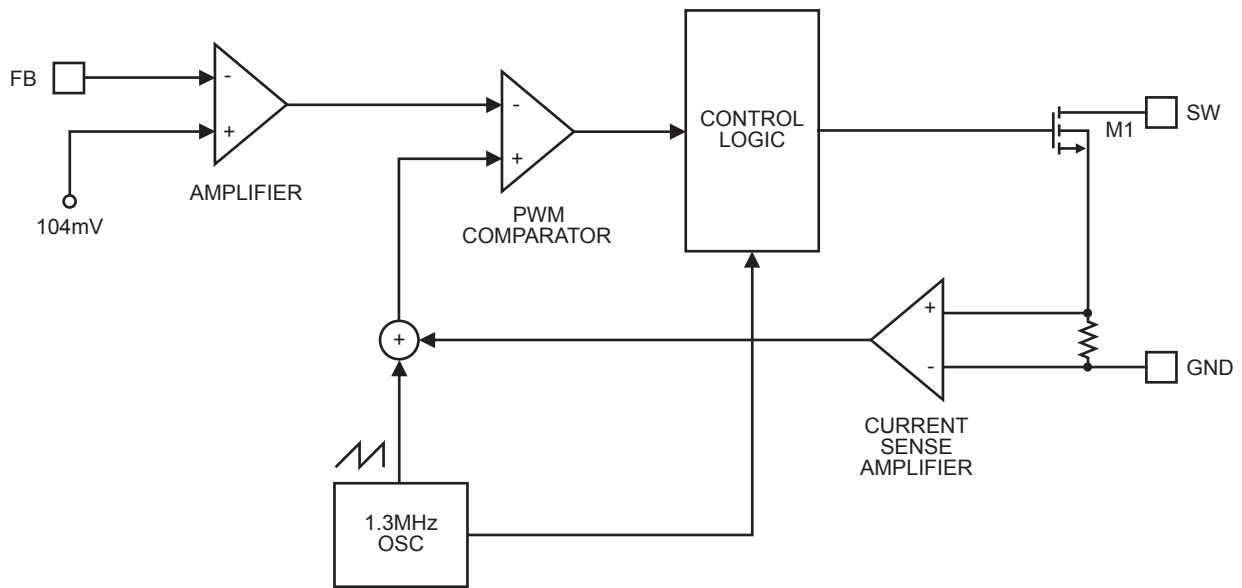 FB
-
+
104mV
AMPLIFIER
-
+
PWM
COMPARATOR
CONTROL
LOGIC
M1
SW
+
+
-
GND
CURRENT
SENSE
AMPLIFIER
1.3MHz
OSC